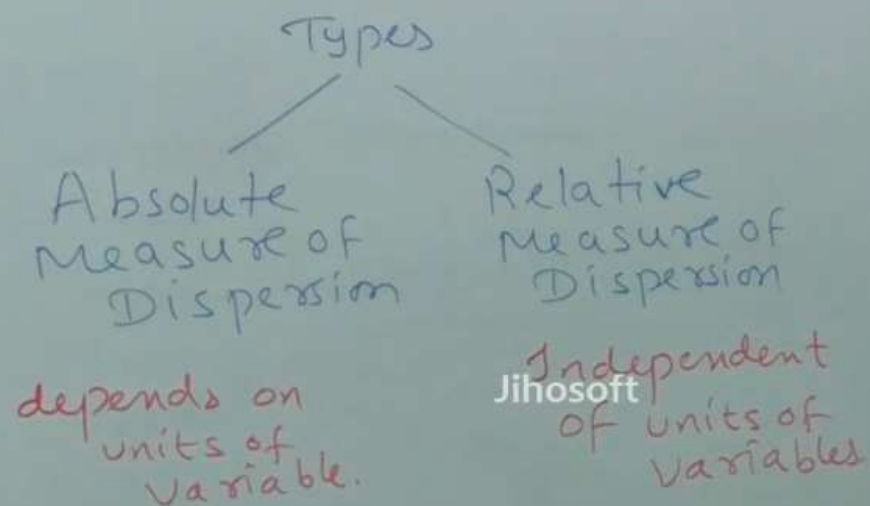 Types
Absolute
Measure of
Dispersion
depends on
units of
variable.
Relative
Measure of
Dispersion
Independent
Jihosoft
of units of
variables